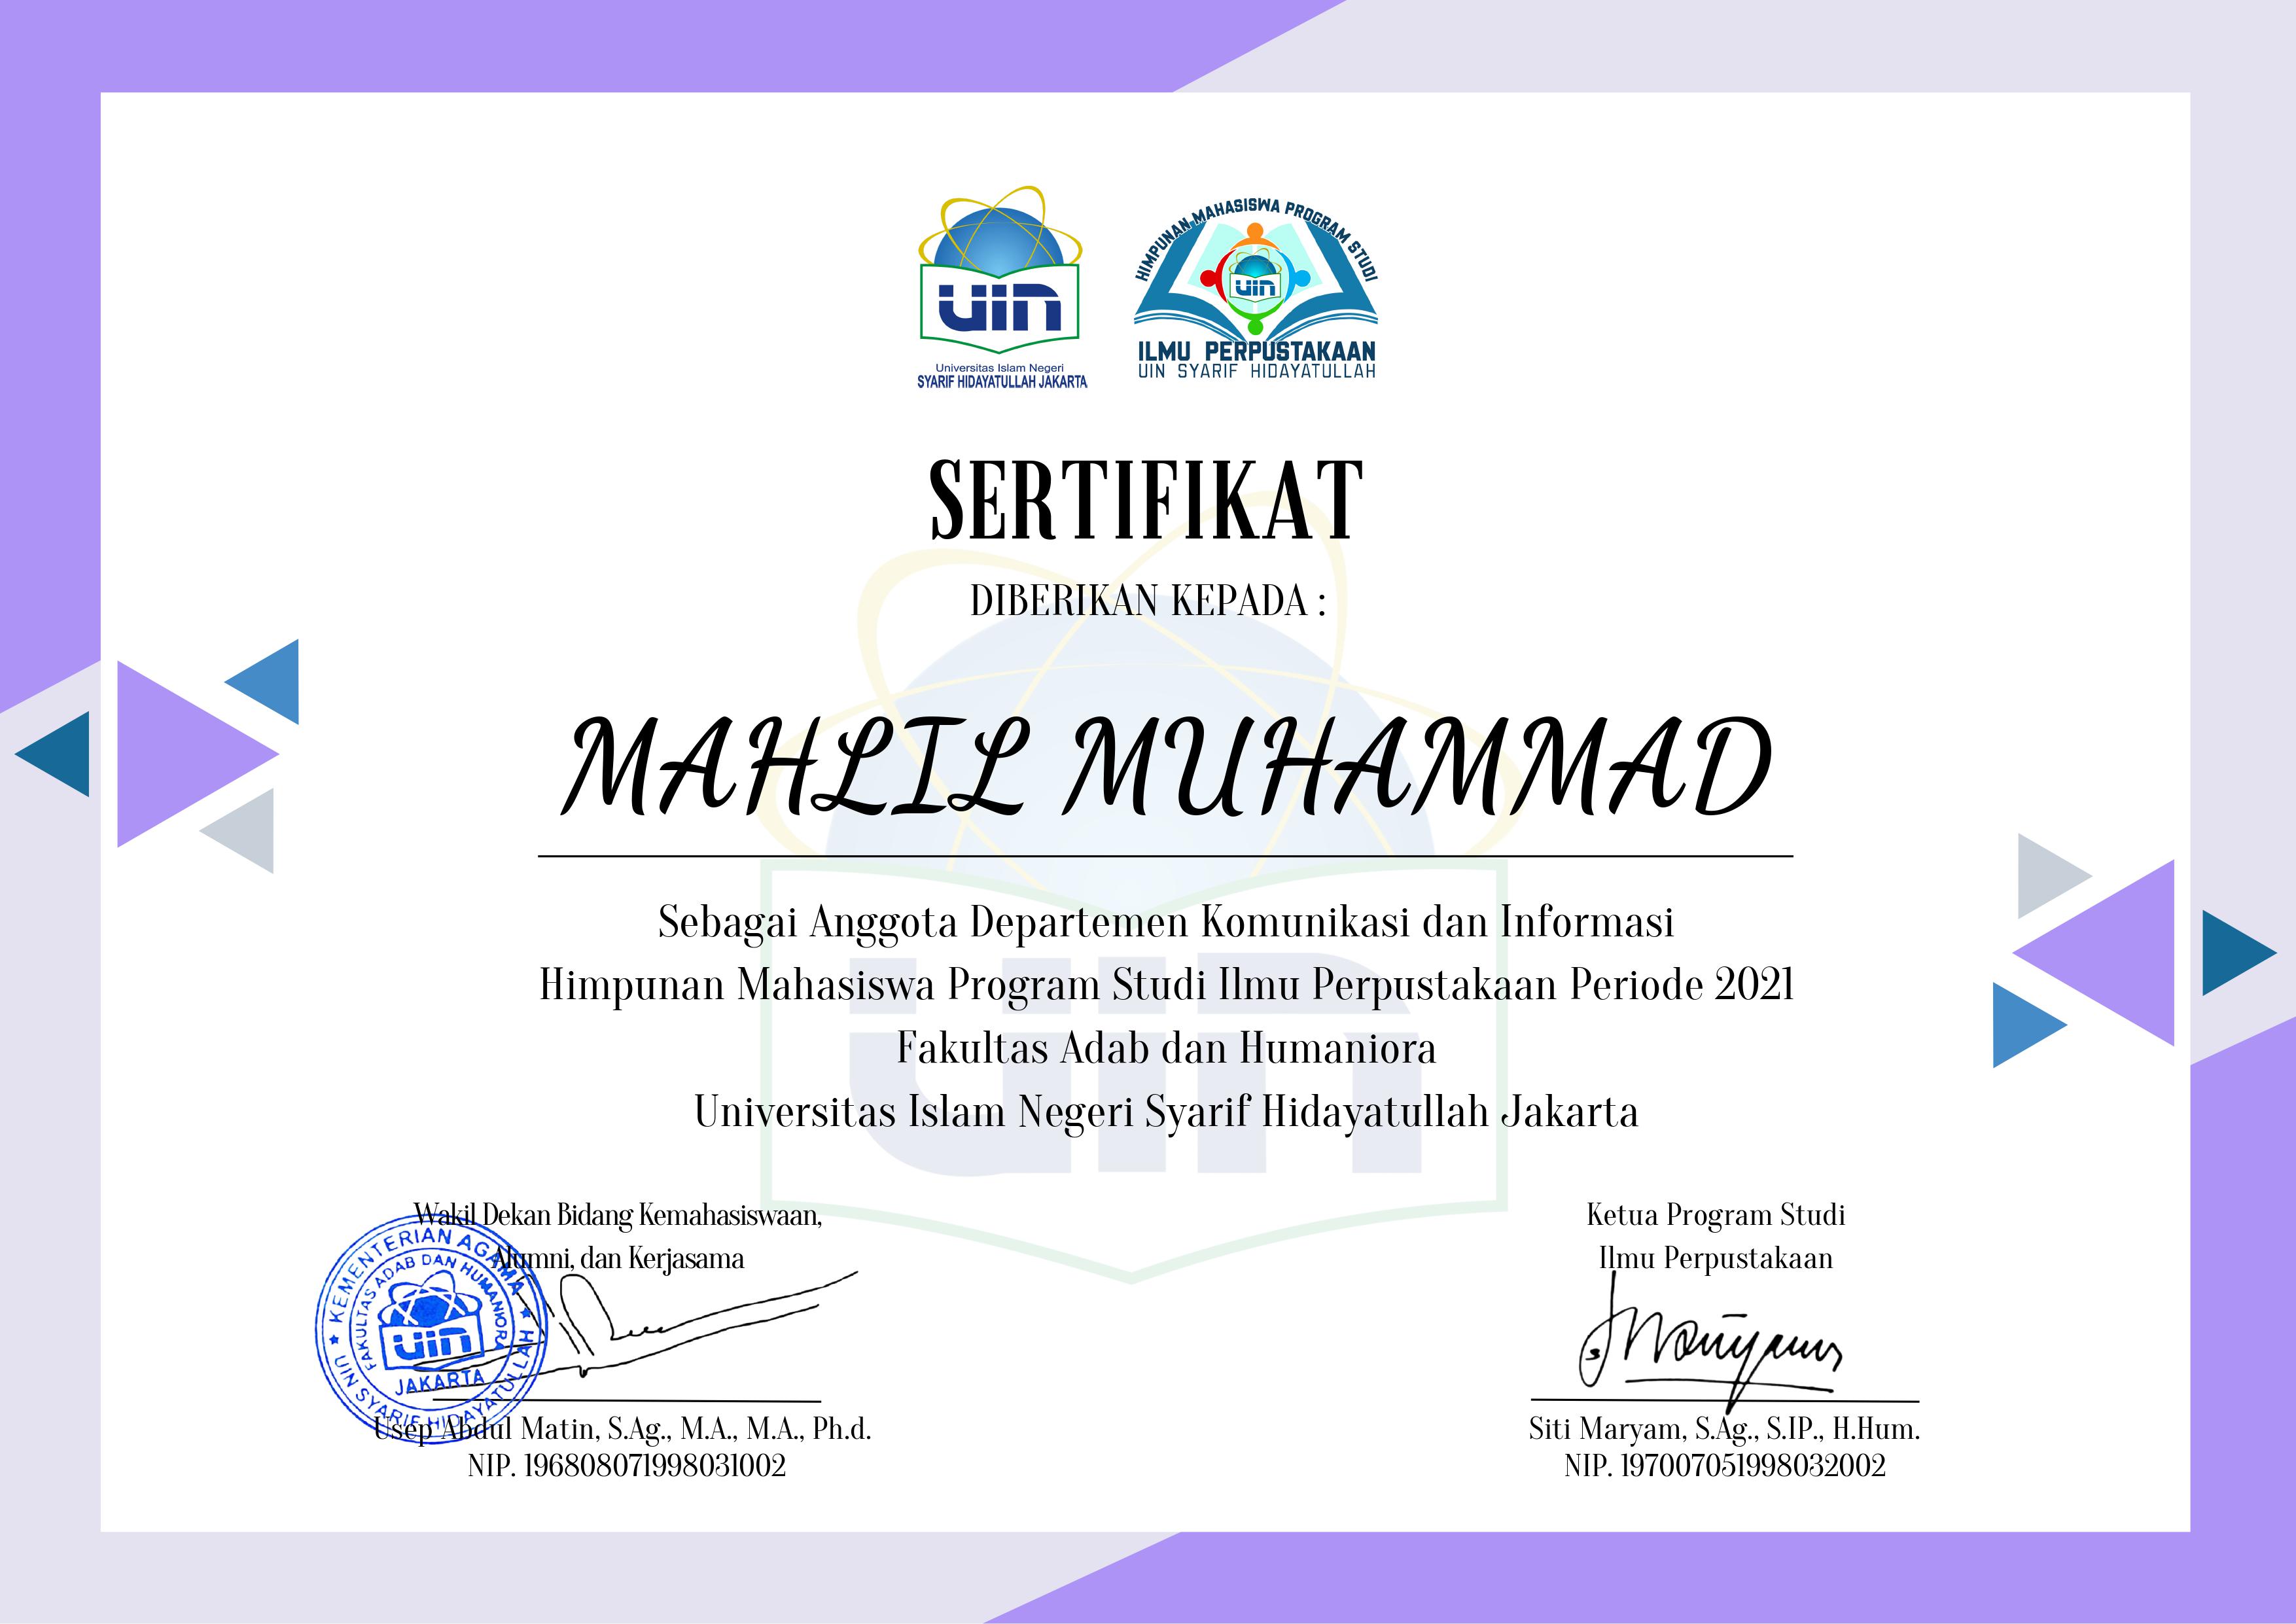 uin
Universitas Islam Negeri
SYARIF HIDAYATULLAH JAKARTA
HIMPUNAN MAHASISWA PROGRAM STUDI
uin
ILMU PERPUSTAKAAN
UIN SYARIF HIDAYATULLAH
SERTIFIKAT
DIBERIKAN KEPADA :
MAHLIL MUHAMMAD
Sebagai Anggota Departemen Komunikasi dan Informasi
Himpunan Mahasiswa Program Studi Ilmu Perpustakaan Periode 2021
Fakultas Adab dan Humaniora
Universitas Islam Negeri Syarif Hidayatullah Jakarta
uin
Wakil Dekan Bidang Kemahasiswaan,
Alumni, dan Kerjasama
KEMENTERIAN AGAMA
FAKULTAS ADAB DAN HUMANIORA
uin
JAKARTA
UIN SYARIF HIDAYATULLAH
Usep Abdul Matin, S.Ag., M.A., M.A., Ph.d.
NIP. 196808071998031002
Ketua Program Studi
Ilmu Perpustakaan
Siti Maryam, S.Ag., S.IP., H.Hum.
NIP. 197007051998032002